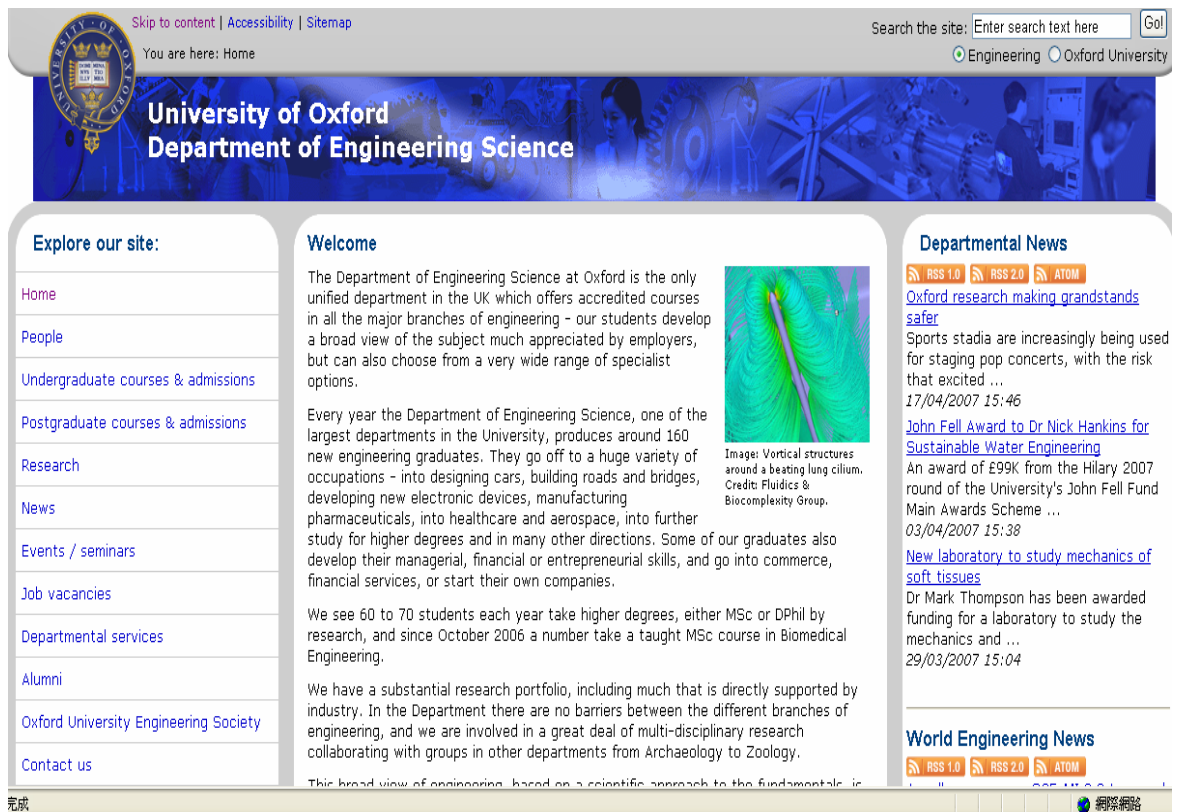 Skip to content | Accessibility | Sitemap
You are here: Home
Search the site: Enter search text here Go!
Engineering Oxford University
University of Oxford
Department of Engineering Science
Explore our site:
Home
People
Undergraduate courses & admissions
Postgraduate courses & admissions
Research
News
Events / seminars
Job vacancies
Departmental services
Alumni
Oxford University Engineering Society
Contact us
Welcome
The Department of Engineering Science at Oxford is the only
unified department in the UK which offers accredited courses
in all the major branches of engineering - our students develop
a broad view of the subject much appreciated by employers,
but can also choose from a very wide range of specialist
options.
Every year the Department of Engineering Science, one of the
largest departments in the University, produces around 160
new engineering graduates. They go off to a huge variety of
occupations - into designing cars, building roads and bridges,
developing new electronic devices, manufacturing
pharmaceuticals, into healthcare and aerospace, into further
study for higher degrees and in many other directions. Some of our graduates also
develop their managerial, financial or entrepreneurial skills, and go into commerce,
financial services, or start their own companies.
We see 60 to 70 students each year take higher degrees, either MSc or DPhil by
research, and since October 2006 a number take a taught MSc course in Biomedical
Engineering.
We have a substantial research portfolio, including much that is directly supported by
industry. In the Department there are no barriers between the different branches of
engineering, and we are involved in a great deal of multi-disciplinary research
collaborating with groups in other departments from Archaeology to Zoology.
This broad view of engineering, based on a scientific approach to the fundamentals, is
Image: Vortical structures
around a beating lung cilium.
Credit: Fluidics &
Biocomplexity Group.
Departmental News
RSS 1.0 RSS 2.0 ATOM
Oxford research making grandstands
safer
Sports stadia are increasingly being used
for staging pop concerts, with the risk
that excited ...
17/04/2007 15:46
John Fell Award to Dr Nick Hankins for
Sustainable Water Engineering
An award of £99K from the Hilary 2007
round of the University's John Fell Fund
Main Awards Scheme ...
03/04/2007 15:38
New laboratory to study mechanics of
soft tissues
Dr Mark Thompson has been awarded
funding for a laboratory to study the
mechanics and ...
29/03/2007 15:04
World Engineering News
RSS 1.0 RSS 2.0 ATOM
完成
網際網路